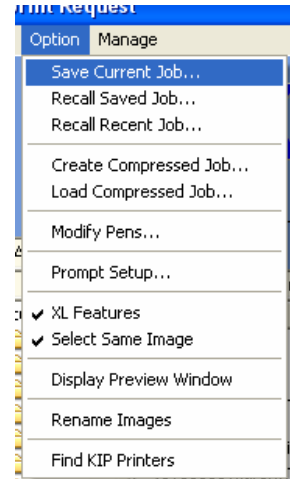 Option Manage
Save Current Job...
Recall Saved Job...
Recall Recent Job...
Create Compressed Job...
Load Compressed Job...
Modify Pens...
Prompt Setup...
XL Features
Select Same Image
Display Preview Window
Rename Images
Find KIP Printers